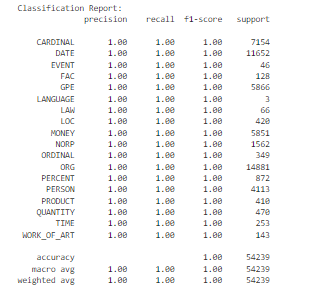 Classification Report:
precision recall f1-score support
CARDINAL 1.00 1.00 1.00 7154
DATE 1.00 1.00 1.00 11652
EVENT 1.00 1.00 1.00 46
FAC 1.00 1.00 1.00 128
GPE 1.00 1.00 1.00 5866
LANGUAGE 1.00 1.00 1.00 3
LAW 1.00 1.00 1.00 66
LOC 1.00 1.00 1.00 420
MONEY 1.00 1.00 1.00 5851
NORP 1.00 1.00 1.00 1562
ORDINAL 1.00 1.00 1.00 349
ORG 1.00 1.00 1.00 14881
PERCENT 1.00 1.00 1.00 872
PERSON 1.00 1.00 1.00 4113
PRODUCT 1.00 1.00 1.00 410
QUANTITY 1.00 1.00 1.00 470
TIME 1.00 1.00 1.00 253
WORK_OF_ART 1.00 1.00 1.00 143
accuracy 1.00 54239
macro avg 1.00 1.00 1.00 54239
weighted avg 1.00 1.00 1.00 54239